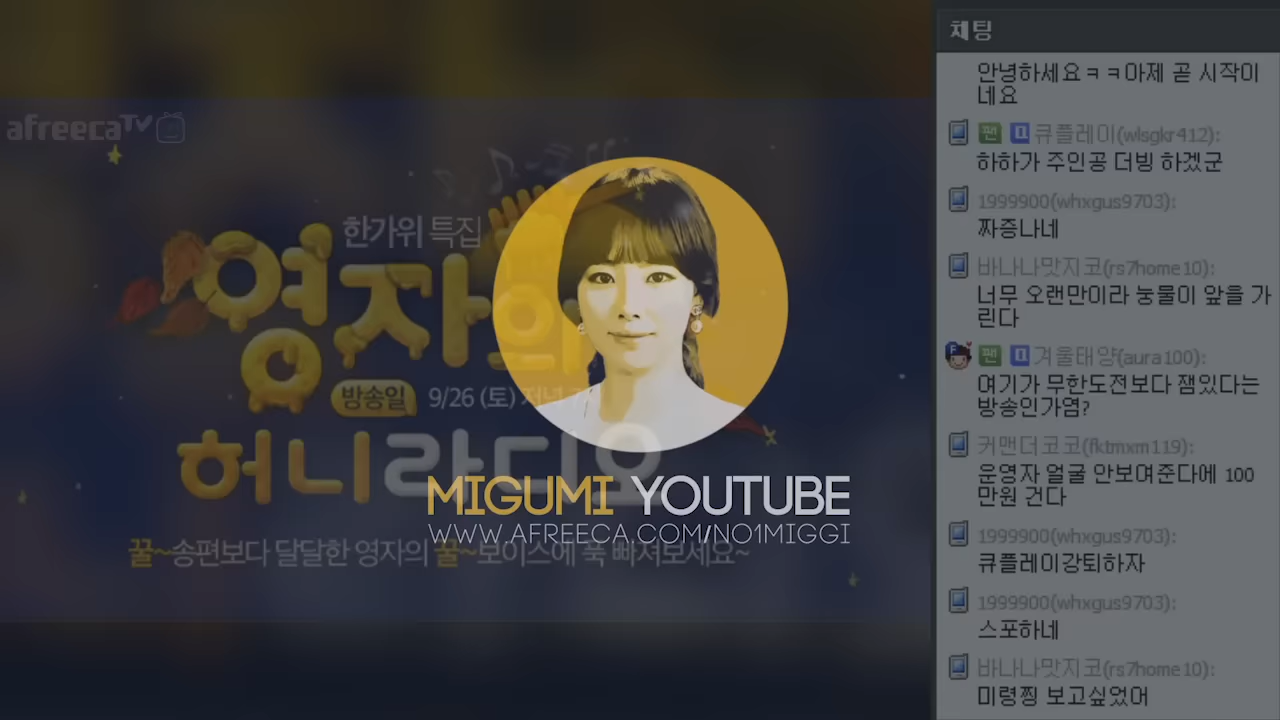 afreecaTV
한가위 특집
영자의
방송일 9/26 (토) 저녁
허니라디오
MIGUMI YOUTUBE
WWW.AFREECA.COM/NO1MIGGI
꿀~송편보다 달달한 영자의 꿀~보이스에 푹 빠져보세요~
채팅
안녕하세요ㅋㅋ아제 곧 시작이
네요
팬 큐플레이(wlsgkr412):
하하가 주인공 더빙 하겠군
1999900(whxgus9703):
짜증나네
바나나맛지코(rs7home10):
너무 오랜만이라 눙물이 앞을 가
린다
팬 겨울태양(aura100):
여기가 무한도전보다 잼있다는
방송인가염?
커맨더코코(fktmxm119):
운영자 얼굴 안보여준다에 100
만원 건다
1999900(whxgus9703):
큐플레이강퇴하자
1999900(whxgus9703):
스포하네
바나나맛지코(rs7home10):
미령찡 보고싶었어